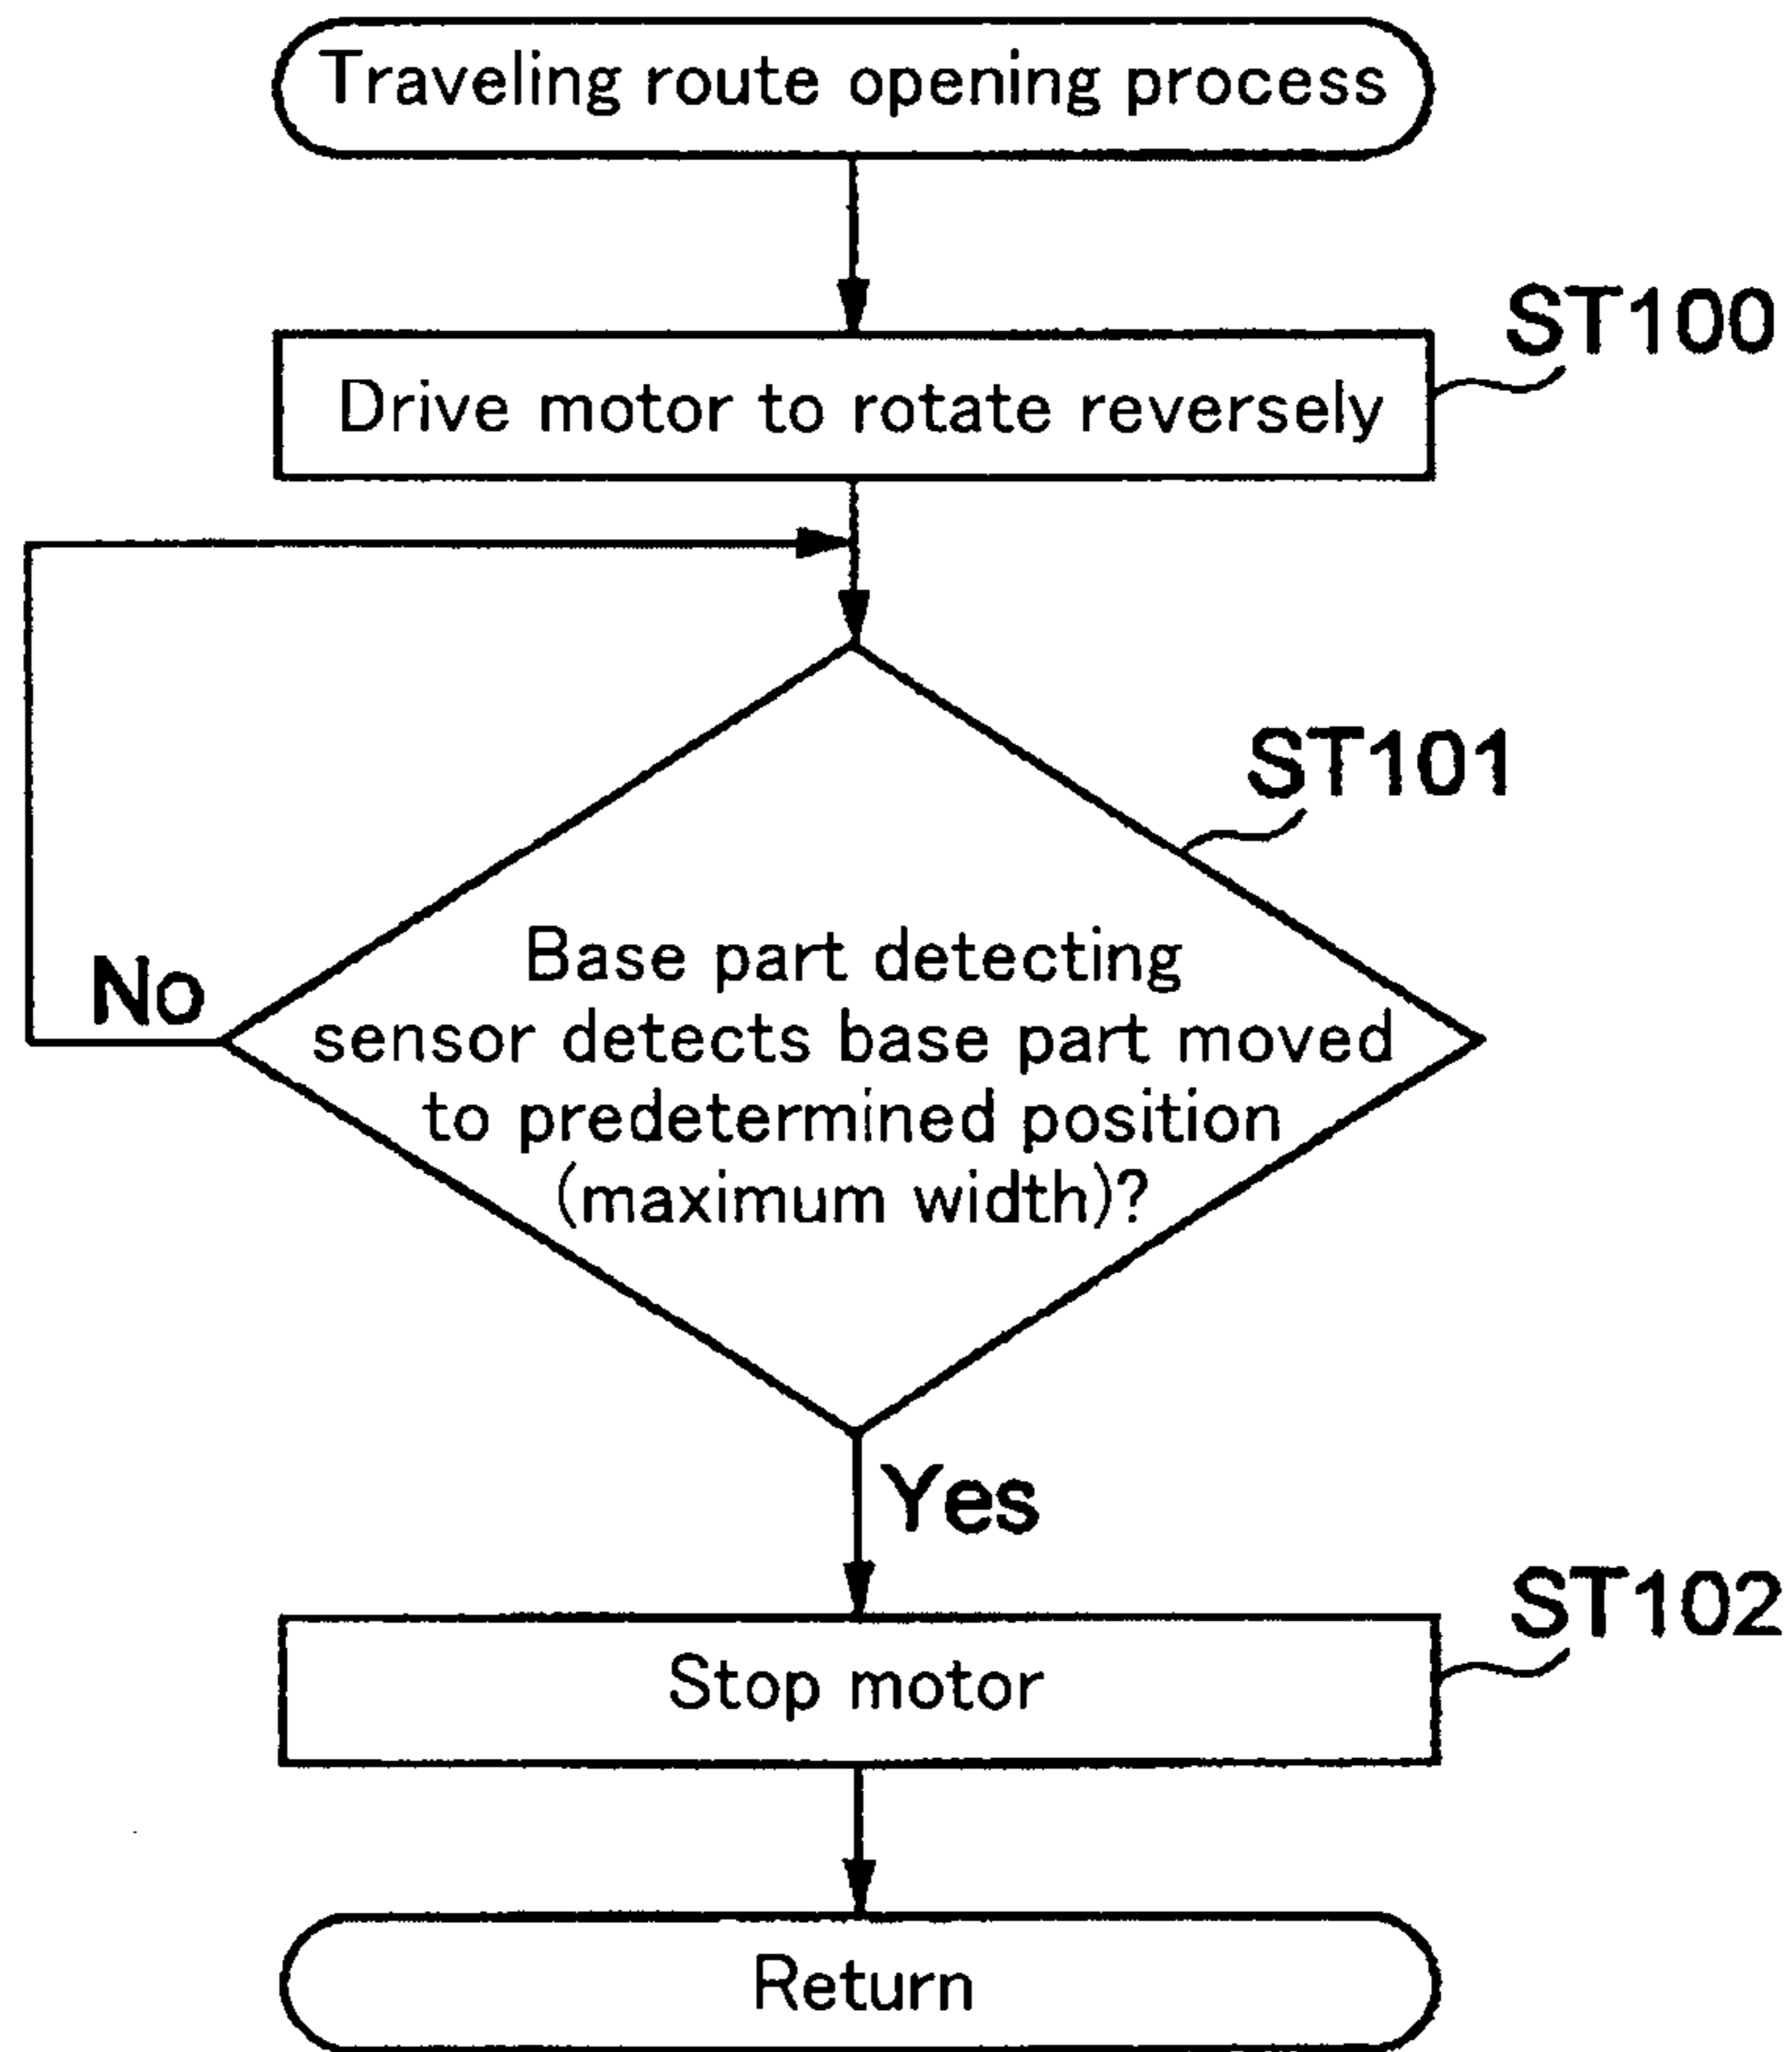 Traveling route opening process
ST100
Drive motor to rotate reversely
ST101
Base part detecting
sensor detects base part moved
to predetermined position
(maximum width)?
No
Yes
ST102
Stop motor
Return